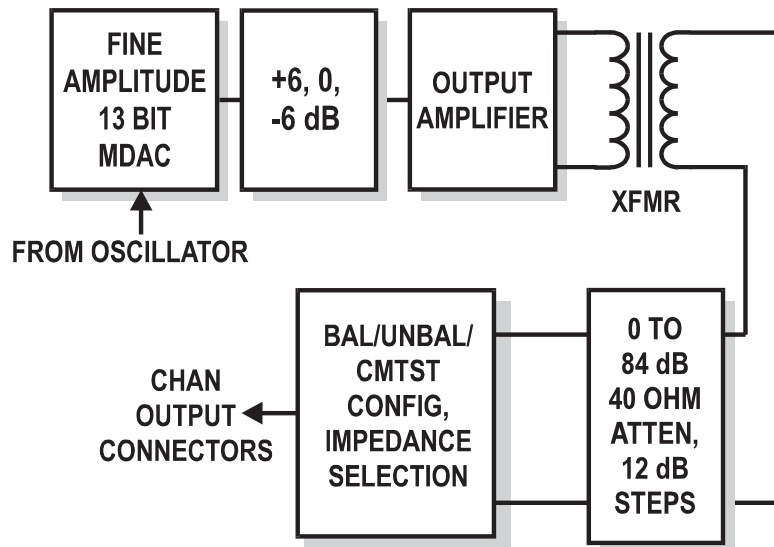 FINE
AMPLITUDE
13 BIT
MDAC
+6, 0,
-6 dB
OUTPUT
AMPLIFIER
XFMR
FROM OSCILLATOR
CHAN
OUTPUT
CONNECTORS
BAL/UNBAL/
CMTST
CONFIG,
IMPEDANCE
SELECTION
0 TO
84 dB
40 OHM
ATTEN,
12 dB
STEPS